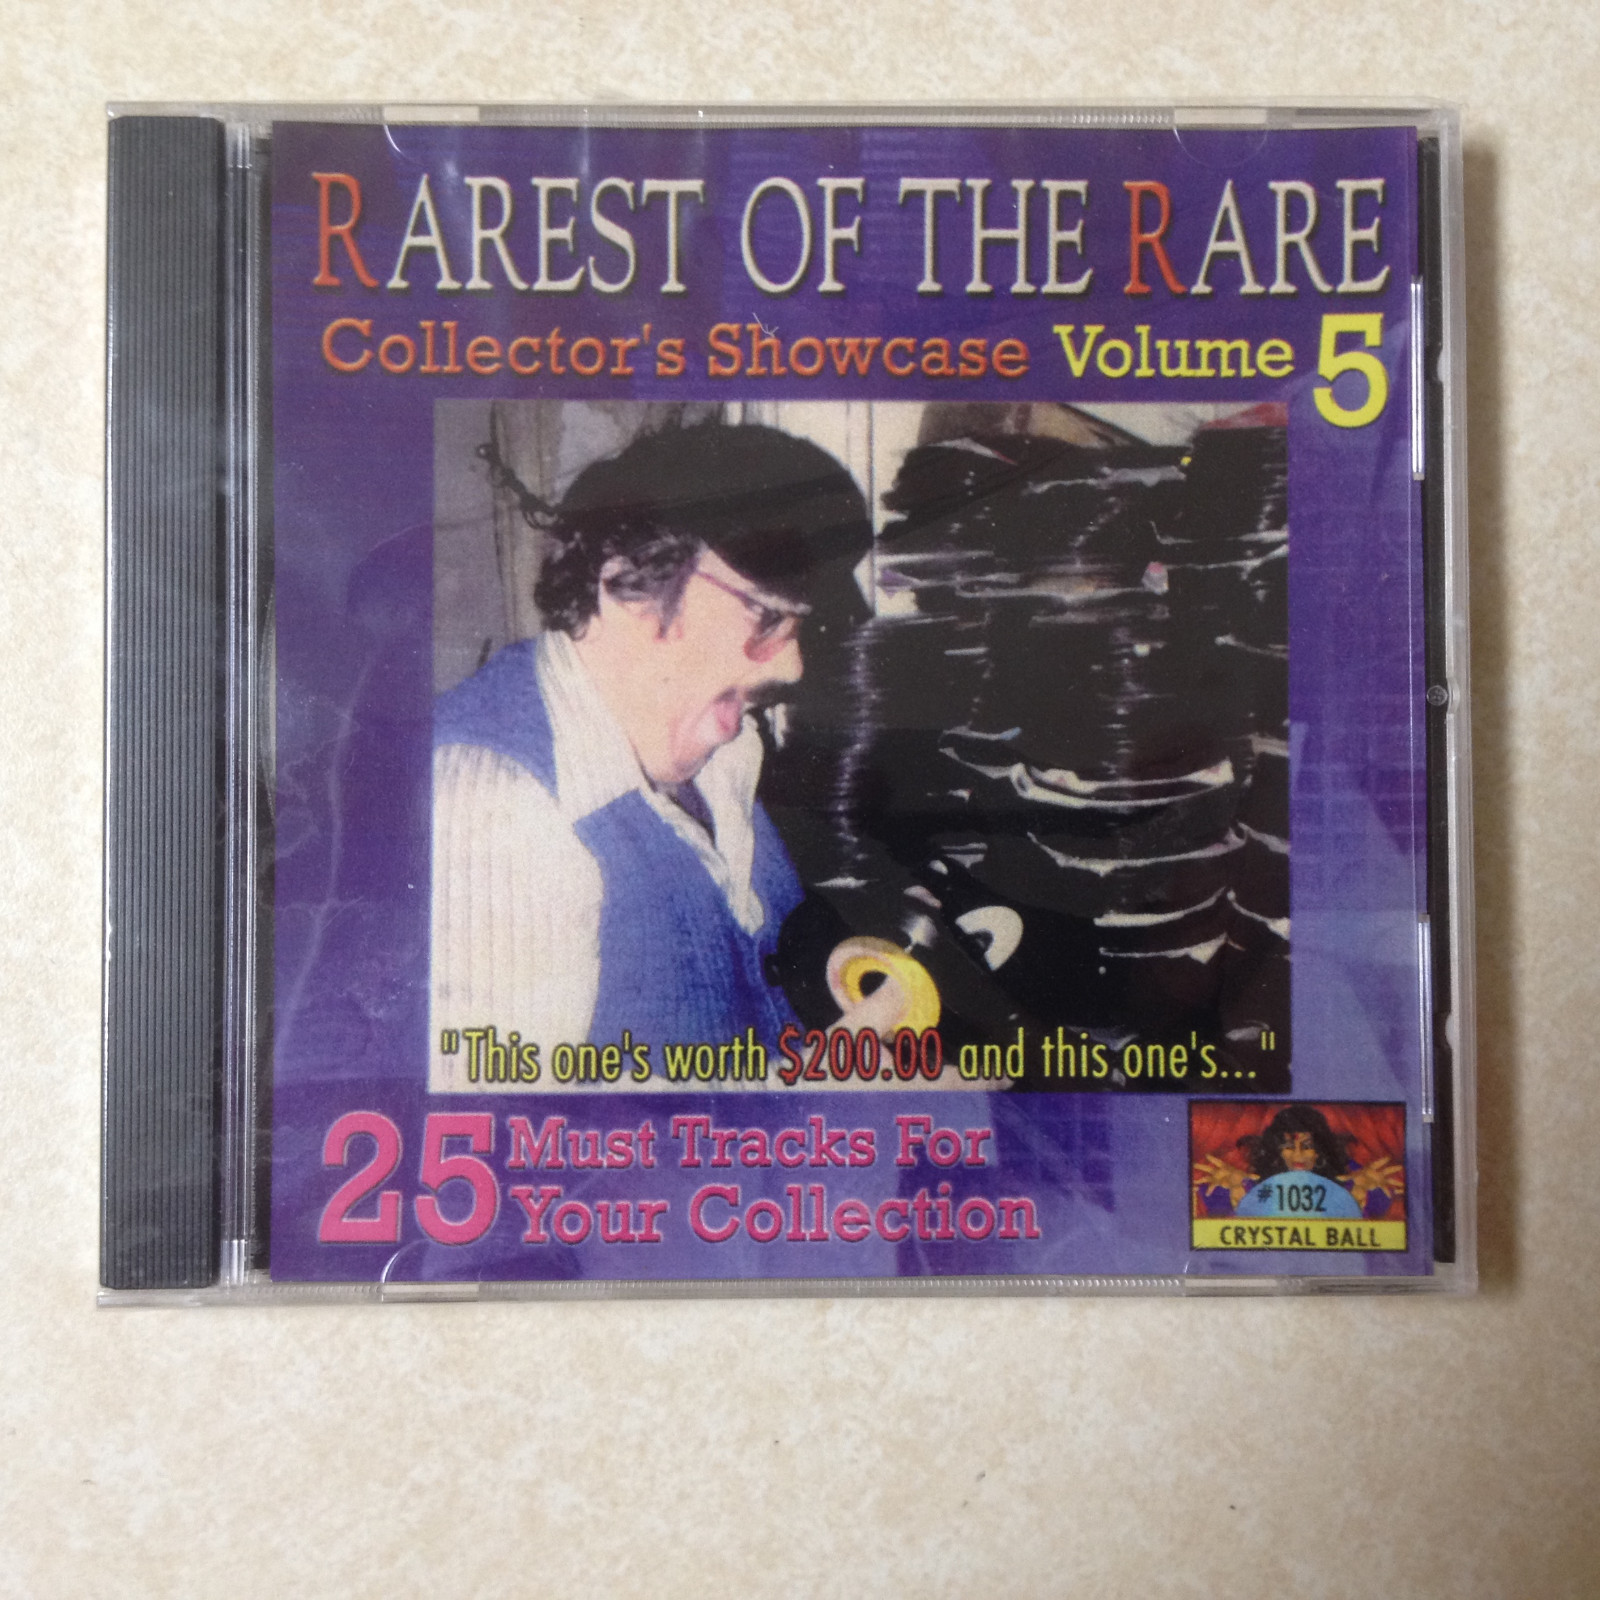 RAREST OF THE RARE
Collector's Showcase Volume 5
"This one's worth $200.00 and this one's..."
25 Must Tracks For
Your Collection
#1032
CRYSTAL BALL